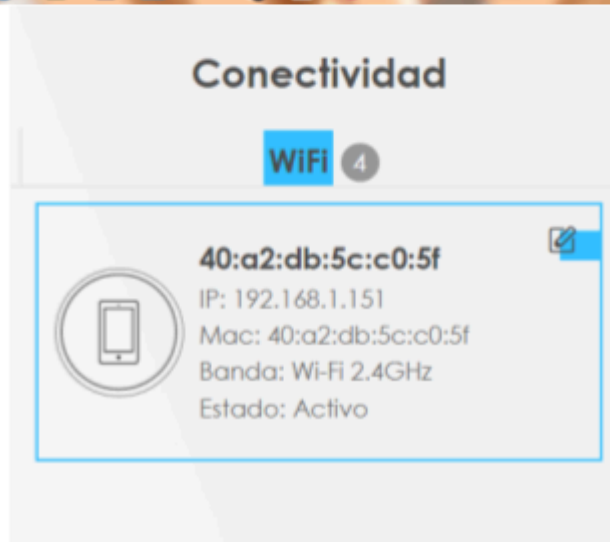 Conectividad
WiFi 4
40:a2:db:5c:c0:5f
IP: 192.168.1.151
Mac: 40:a2:db:5c:c0:5f
Banda: Wi-Fi 2.4GHz
Estado: Activo